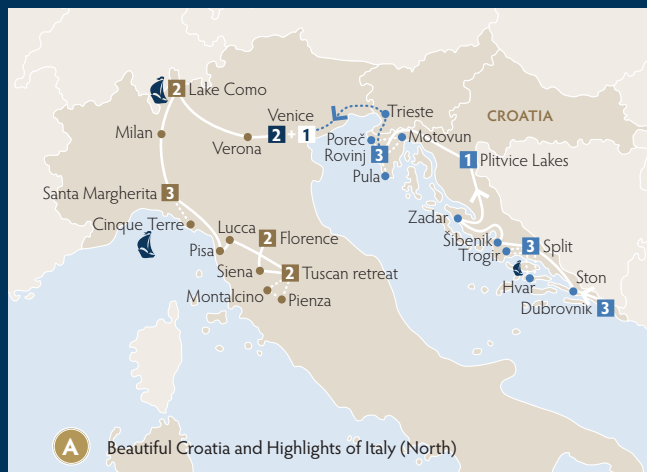 2 Lake Como
Venice
Trieste
CROATIA
Milan
Verona
2 + 1
Poreč
Motovun
Rovinj 3
1 Plitvice Lakes
Pula
Santa Margherita 3
Zadar
Cinque Terre
Lucca
2 Florence
Šibenik
3 Split
Pisa
Trogir
Siena
2 Tuscan retreat
Ston
Hvar
Montalcino
Pienza
Dubrovnik 3
A Beautiful Croatia and Highlights of Italy (North)